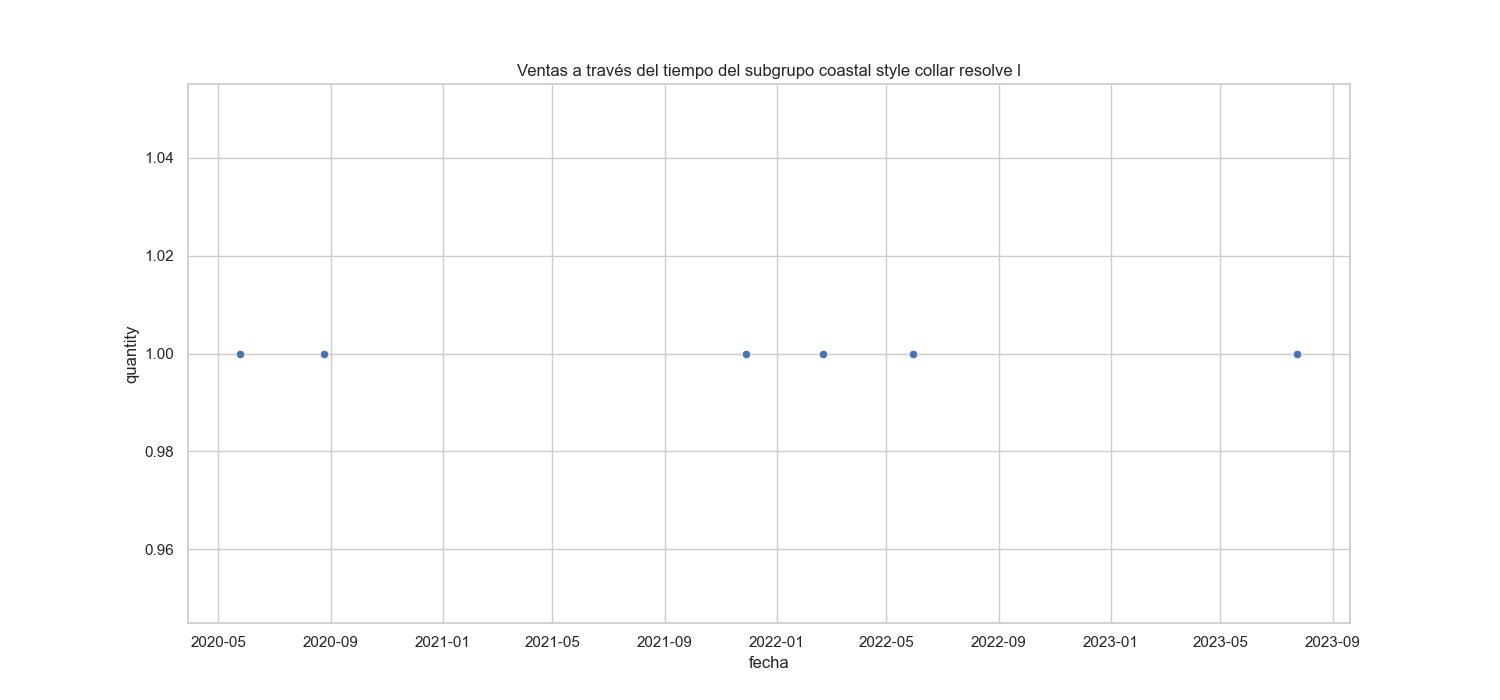 Ventas a través del tiempo del subgrupo coastal style collar resolve l
1.04
1.02
1.00
0.98
0.96
quantity
2020-05 2020-09 2021-01 2021-05 2021-09 2022-01 2022-05 2022-09 2023-01 2023-05 2023-09
fecha